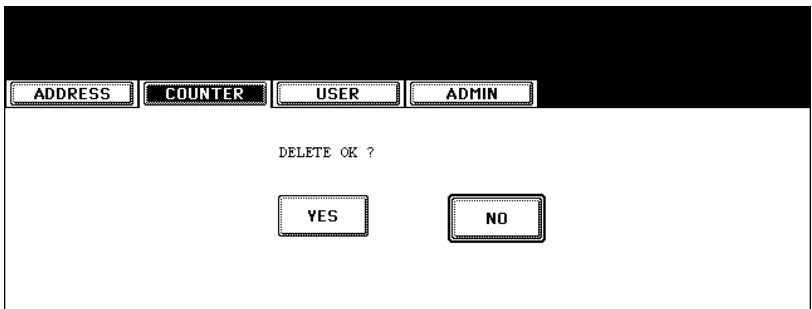 ADDRESS COUNTER USER ADMIN
DELETE OK ?
YES NO